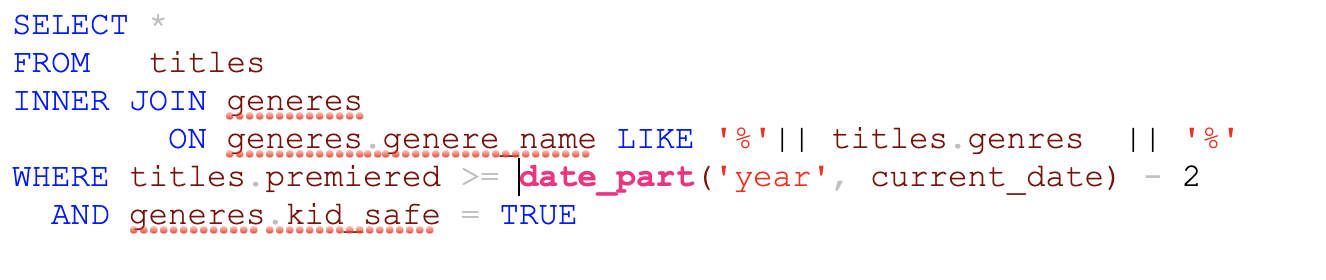 SELECT *
FROM   titles
INNER JOIN generes
        ON generes.genere_name LIKE '%'|| titles.genres  || '%'
WHERE titles.premiered >= date_part('year', current_date) - 2
  AND generes.kid_safe = TRUE